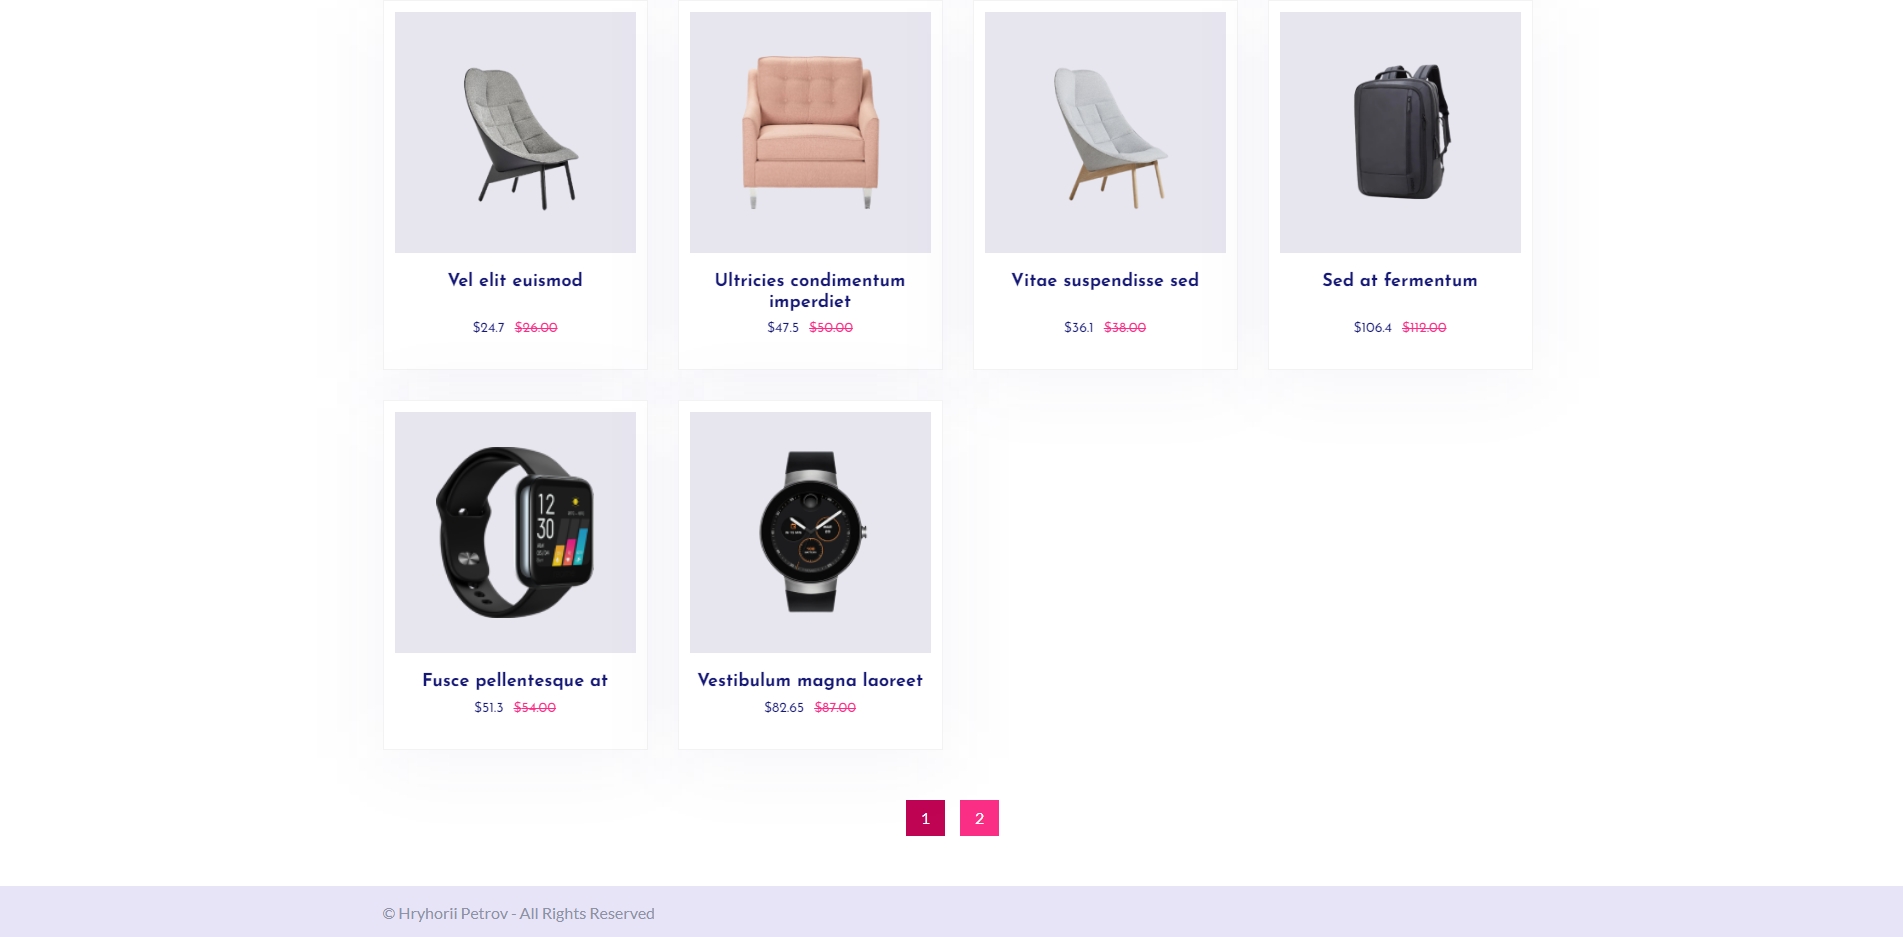 Vel elit euismod
$24.7 $26.00
Ultricies condimentum
imperdiet
$47.5 $50.00
Vitae suspendisse sed
$36.1 $38.00
Sed at fermentum
$106.4 $112.00
12
30
Fusce pellentesque at
$51.3 $54.00
Vestibulum magna laoreet
$82.65 $87.00
1 2
© Hryhorii Petrov - All Rights Reserved